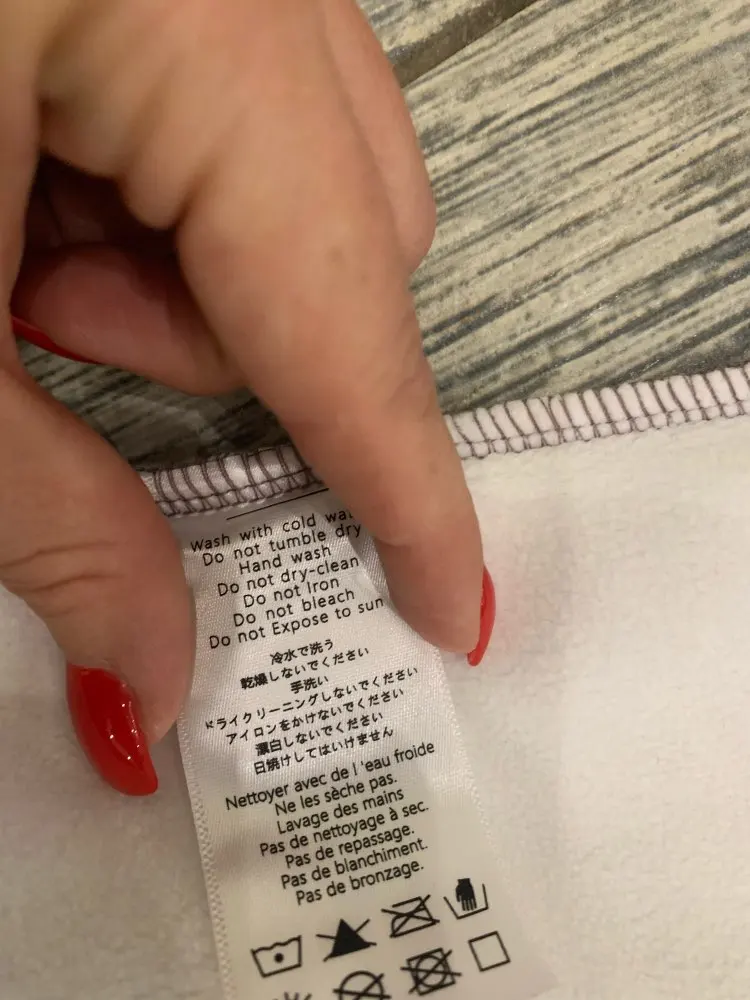 Wash with cold
Do not tumble dry
Hand wash
Do not dry-clean
Do not Iron
Do not bleach
Do not Expose to sun
冷水で洗う
乾燥しないでください
手洗い
ドライクリーニングしないでください
アイロンをかけないでください
漂白しないでください
日焼けしてはいけません
Nettoyer avec de l 'eau froide
Ne les sèche pas.
Lavage des mains
Pas de nettoyage à sec.
Pas de repassage.
Pas de blanchiment.
Pas de bronzage.